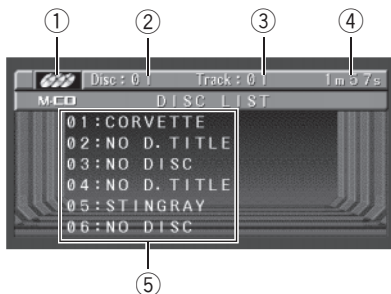 ① ② ③ ④
Disc: 01 Track: 01 1m57s
M-CD DISC LIST
01:CORVETTE
02:NO D.TITLE
03:NO DISC
04:NO D.TITLE
05:STINGRAY
06:NO DISC
⑤